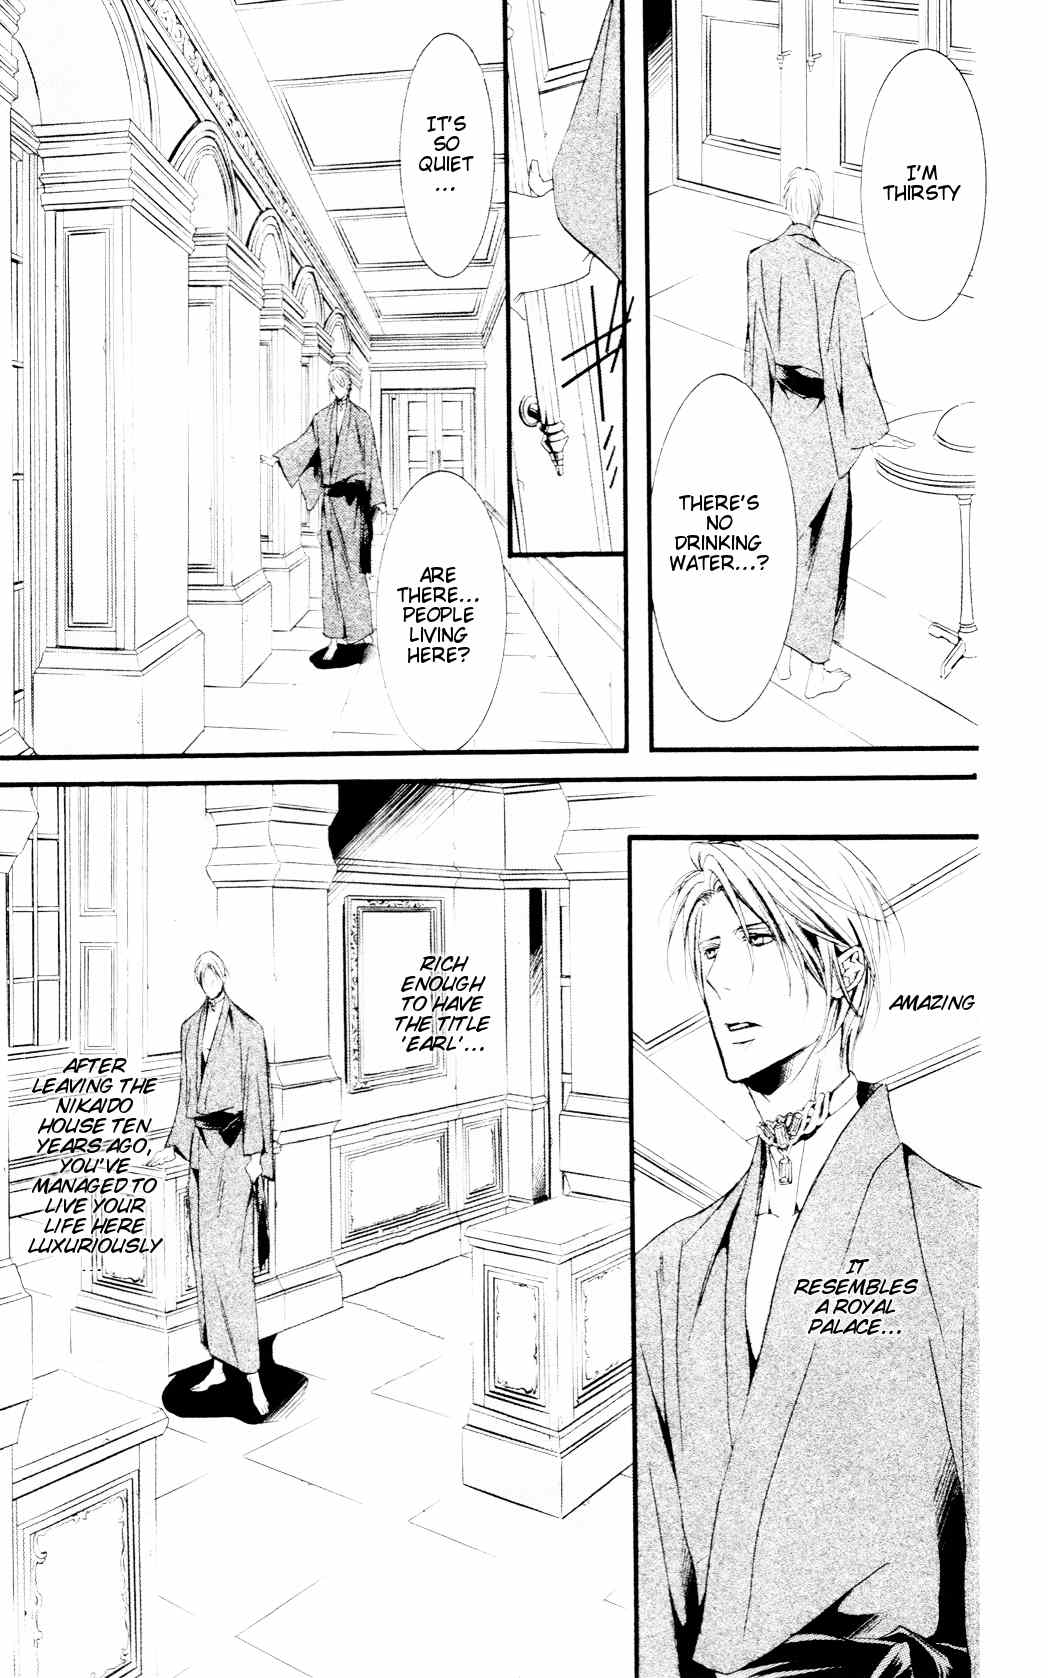 I'M
THIRSTY
THERE'S
NO
DRINKING
WATER...?
IT'S
SO
QUIET
...
ARE
THERE...
PEOPLE
LIVING
HERE?
AMAZING
IT
RESEMBLES
A ROYAL
PALACE...
RICH
ENOUGH
TO HAVE
THE TITLE
'EARL'...
AFTER
LEAVING THE
NIKAIDO
HOUSE TEN
YEARS AGO,
YOU'VE
MANAGED TO
LIVE YOUR
LIFE HERE
LUXURIOUSLY